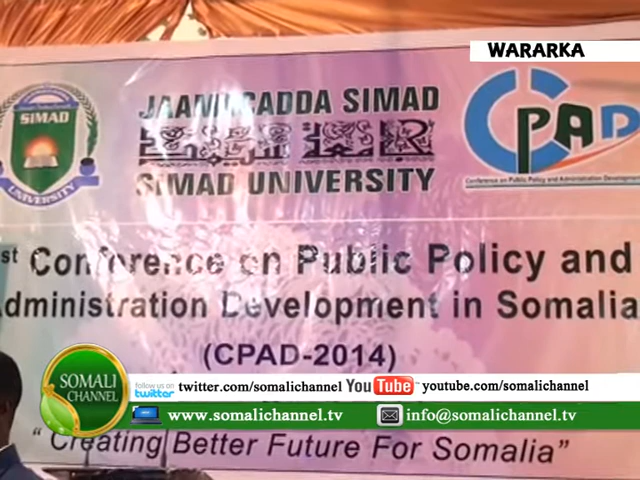 WARARKA
SIMAD
UNIVERSITY
JAAMACADDA SIMAD
SIMAD UNIVERSITY
CPAD
Conference on Public Policy and Administration Development
st Conference on Public Policy and
Administration Development in Somalia
(CPAD-2014)
SOMALI
CHANNEL
follow us on
twitter
twitter.com/somalichannel
YouTube
youtube.com/somalichannel
www.somalichannel.tv
info@somalichannel.tv
“Creating Better Future For Somalia”